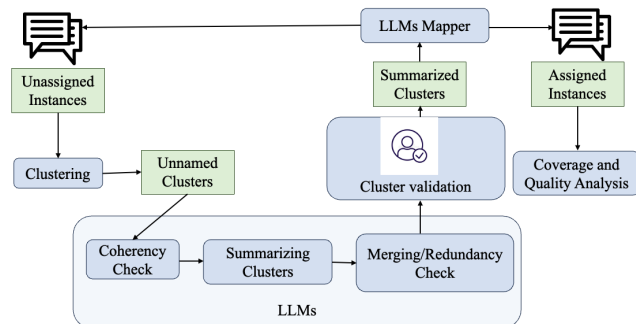 LLMs Mapper
Unassigned
Instances
Summarized
Clusters
Assigned
Instances
Clustering
Unnamed
Clusters
Cluster validation
Coverage and
Quality Analysis
Coherency
Check
Summarizing
Clusters
Merging/Redundancy
Check
LLMs